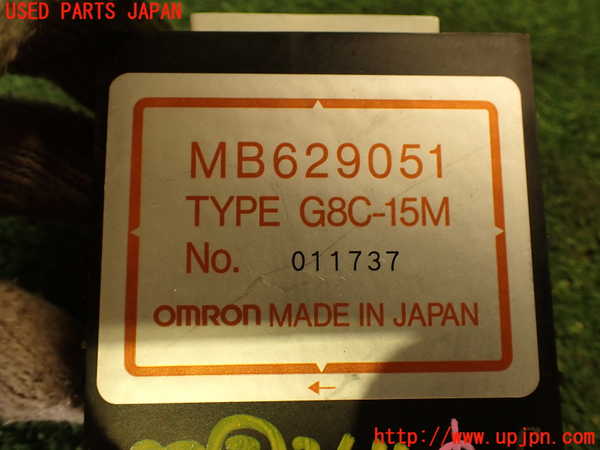 USED PARTS JAPAN
MB629051
TYPE G8C-15M
No. 011737
OMRON MADE IN JAPAN
←
http://www.upjpn.com/